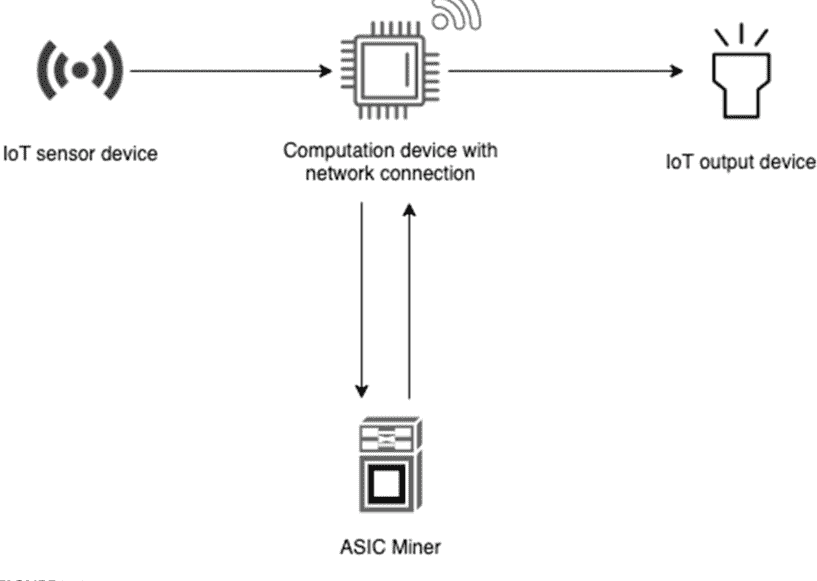 IoT sensor device
Computation device with
network connection
IoT output device
ASIC Miner